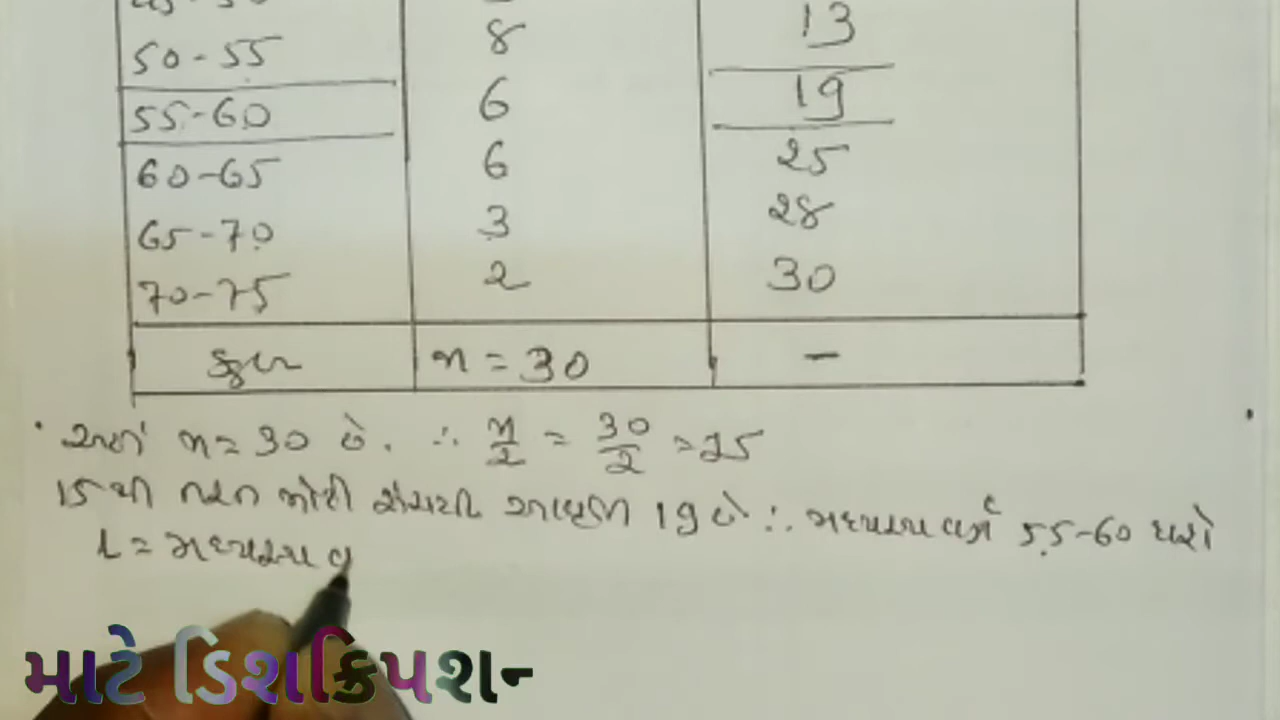 50-55 8 13
55-60 6 19
60-65 6 25
65-70 3 28
70-75 2 30
કુલ n = 30 -
અહીં n = 30 છે. ∴ n/2 = 30/2 = 15
15 થી તરત મોટી સંચયી આવૃત્તિ 19 છે ∴ મધ્યસ્થ વર્ગ 55-60 થશે
L = મધ્યસ્થ વ
માટે ડિશક્રિપશન